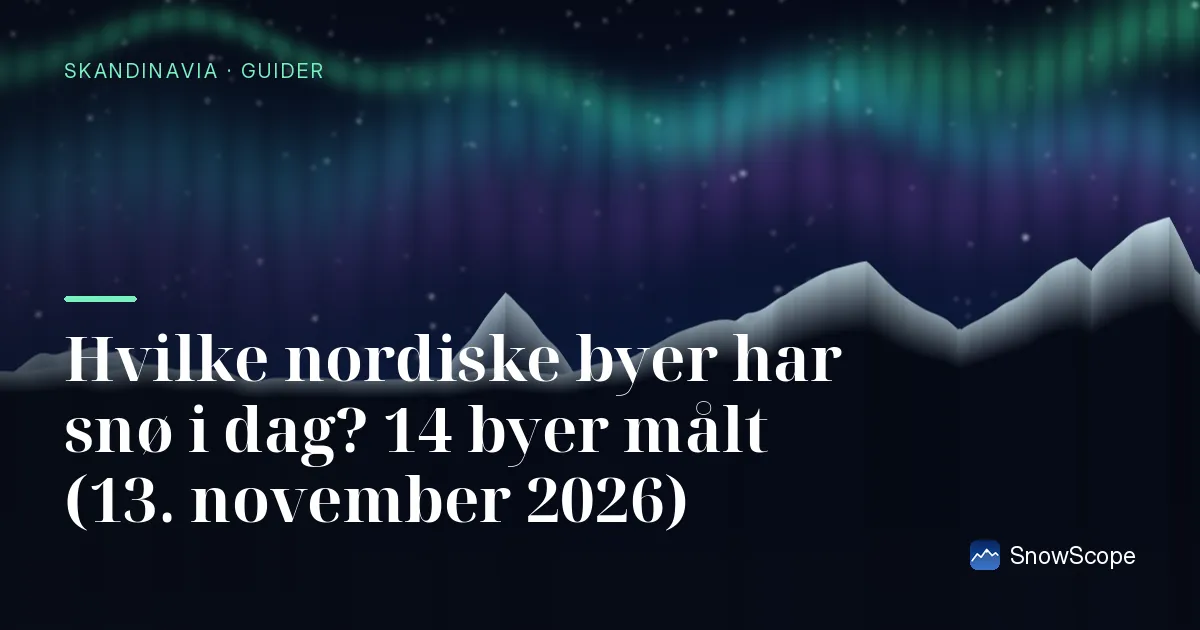 SKANDINAVIA · GUIDER
Hvilke nordiske byer har
snø i dag? 14 byer målt
(13. november 2026)
SnowScope